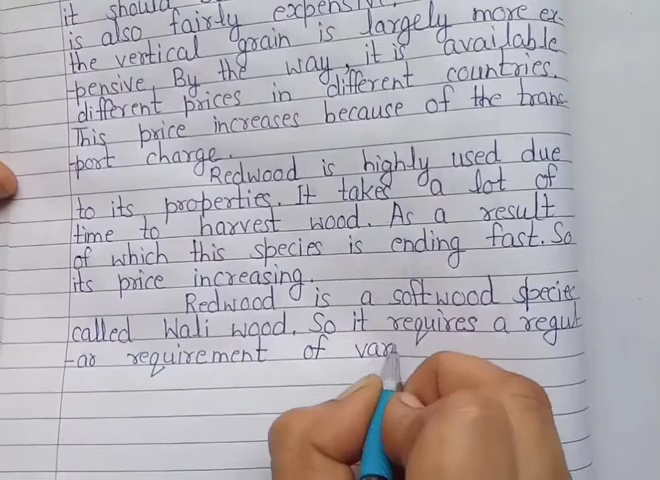 it should
is also fairly expensive.
the vertical grain is largely more ex-
-pensive, By the way, it is available
different prices in different countries.
This price increases because of the trans-
-port charge.
Redwood is highly used due
to its properties. It takes a lot of
time to harvest wood. As a result
of which this species is ending fast. So
its price increasing.
Redwood is a softwood species
called Wali wood. So it requires a regul-
-ar requirement of var